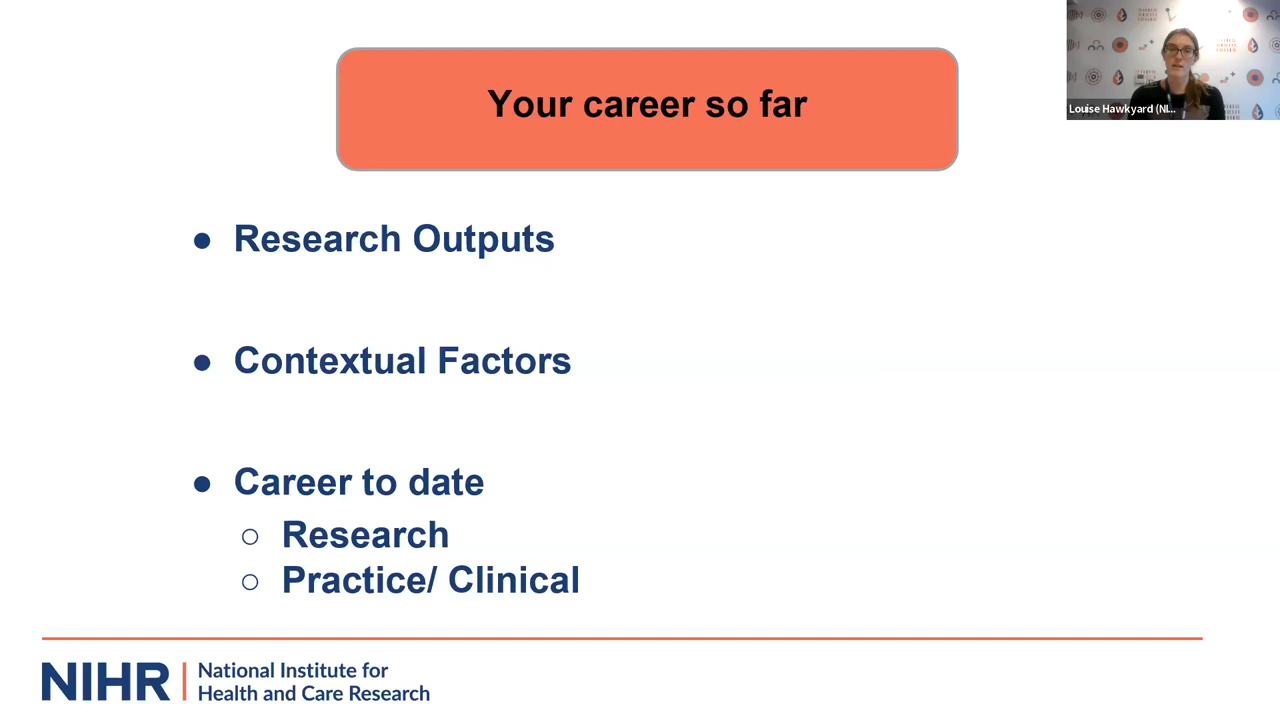 Your career so far
Louise Hawkyard (NI...
● Research Outputs
● Contextual Factors
● Career to date
○ Research
○ Practice/ Clinical
NIHR | National Institute for
Health and Care Research